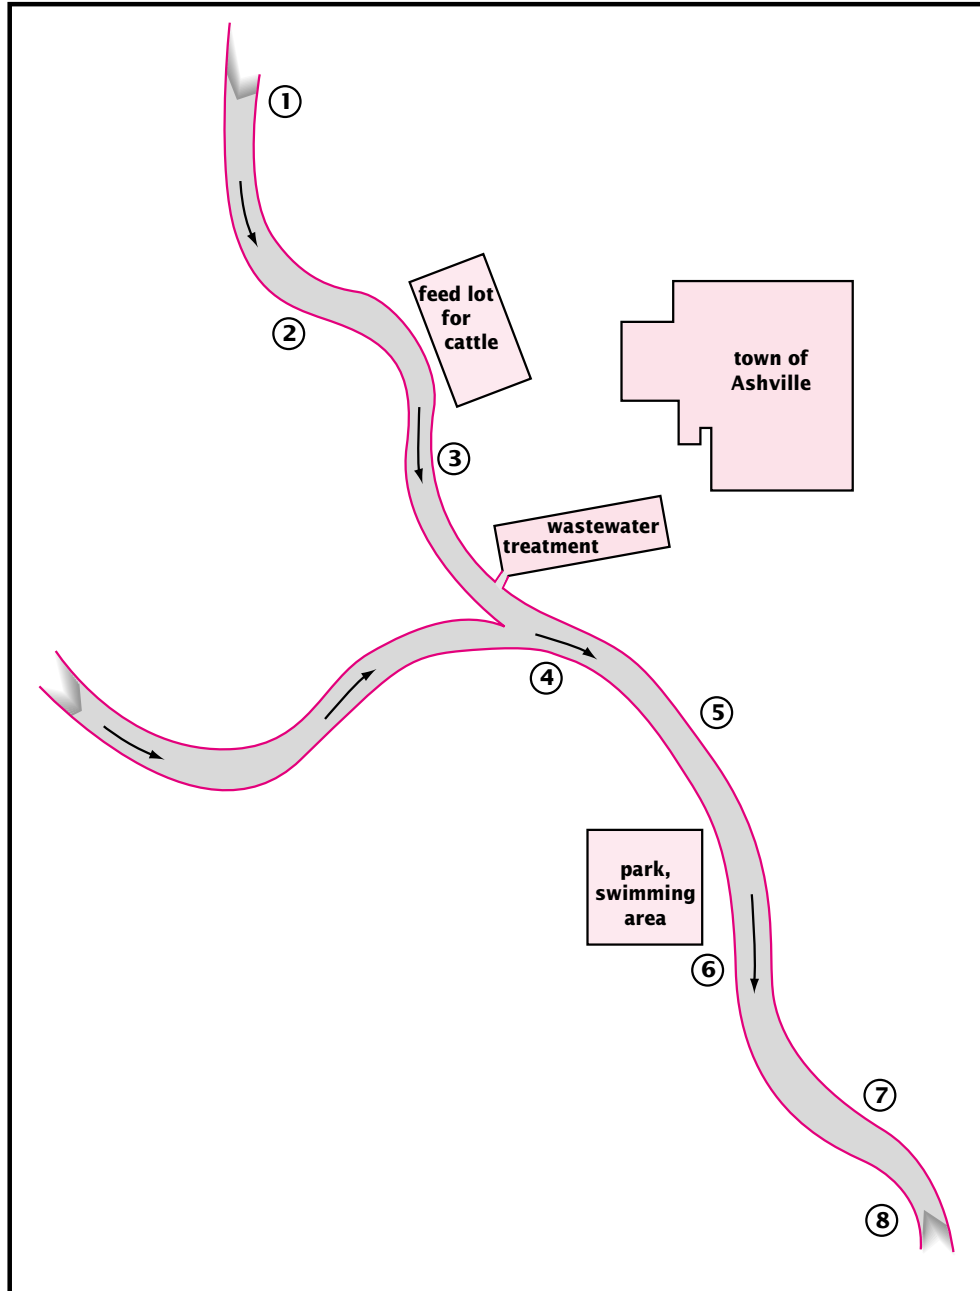 1
2
feed lot
for
cattle
town of
Ashville
3
wastewater
treatment
4
5
park,
swimming
area
6
7
8